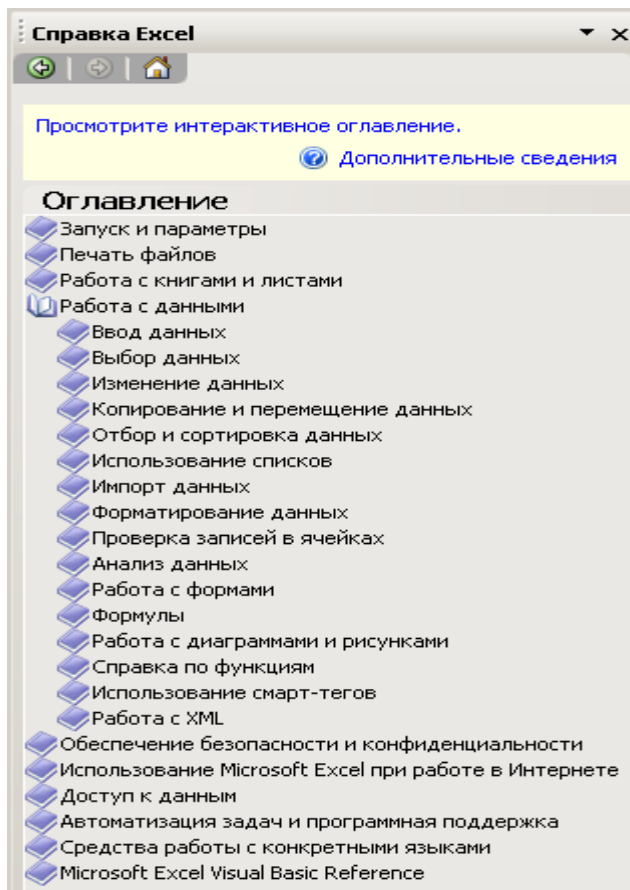 Справка Excel
Просмотрите интерактивное оглавление.
Дополнительные сведения
Оглавление
Запуск и параметры
Печать файлов
Работа с книгами и листами
Работа с данными
Ввод данных
Выбор данных
Изменение данных
Копирование и перемещение данных
Отбор и сортировка данных
Использование списков
Импорт данных
Форматирование данных
Проверка записей в ячейках
Анализ данных
Работа с формами
Формулы
Работа с диаграммами и рисунками
Справка по функциям
Использование смарт-тегов
Работа с XML
Обеспечение безопасности и конфиденциальности
Использование Microsoft Excel при работе в Интернете
Доступ к данным
Автоматизация задач и программная поддержка
Средства работы с конкретными языками
Microsoft Excel Visual Basic Reference